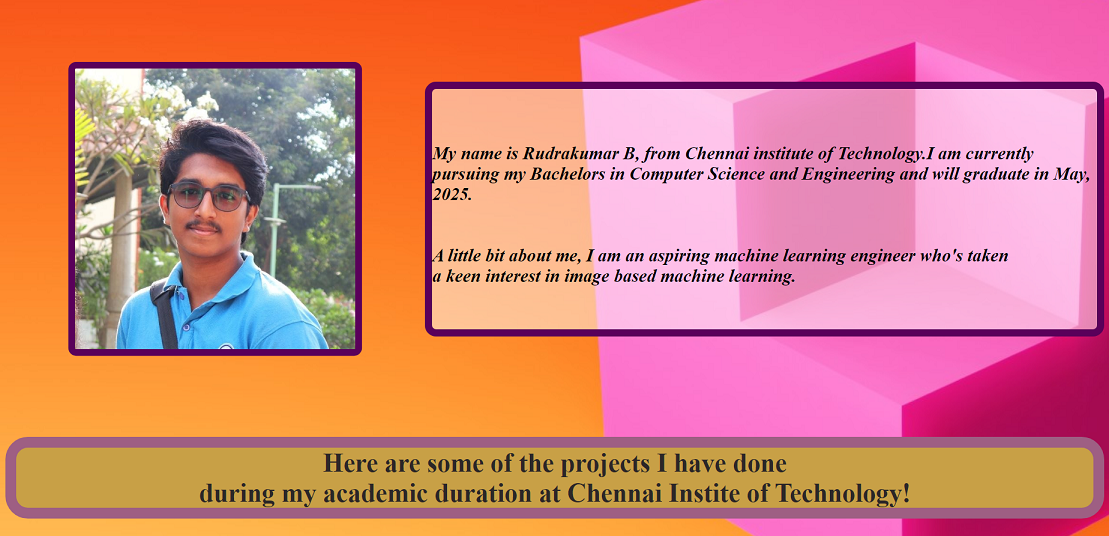 My name is Rudrakumar B, from Chennai institute of Technology.I am currently
pursuing my Bachelors in Computer Science and Engineering and will graduate in May,
2025.
A little bit about me, I am an aspiring machine learning engineer who's taken
a keen interest in image based machine learning.
Here are some of the projects I have done
during my academic duration at Chennai Instite of Technology!